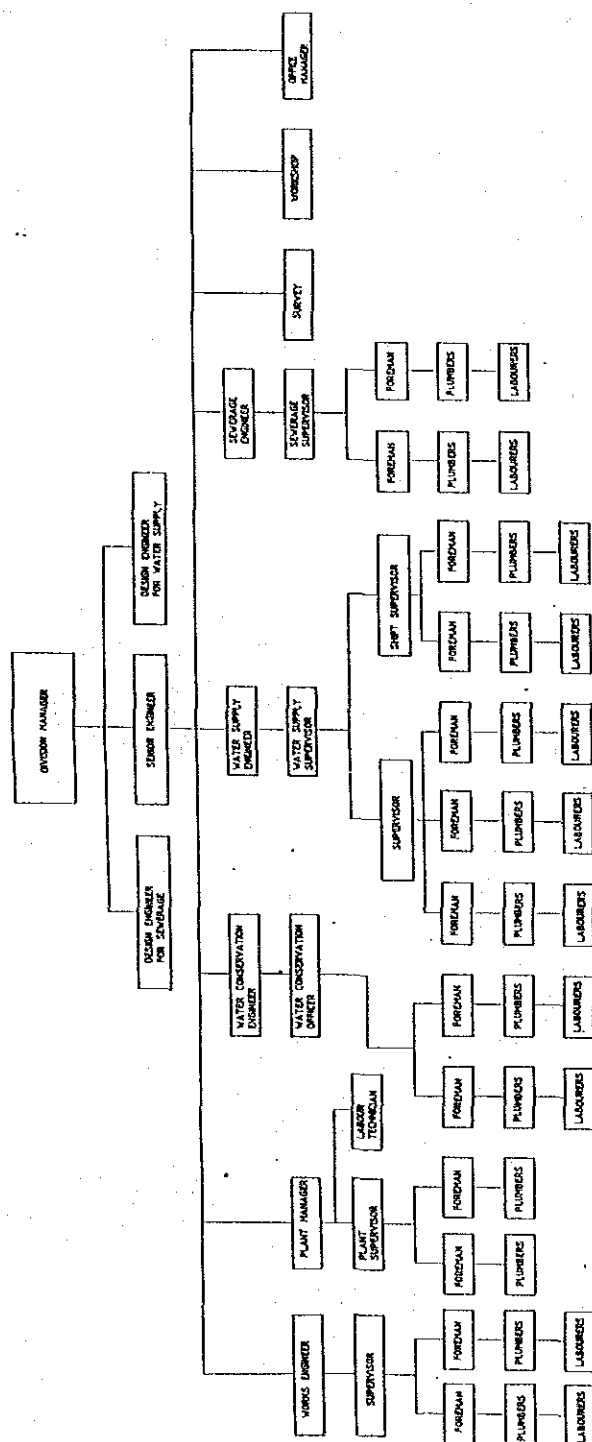 DIVISION MANAGER
DESIGN ENGINEER
FOR SEWERAGE
SENIOR ENGINEER
DESIGN ENGINEER
FOR WATER SUPPLY
WATER CONSERVATION
ENGINEER
WATER SUPPLY
ENGINEER
SEWERAGE
ENGINEER
WORKS ENGINEER
PLANT MANAGER
WATER CONSERVATION
OFFICER
WATER SUPPLY
SUPERVISOR
SEWERAGE
SUPERVISOR
SURVEY
WORKSHOP
OFFICE
MANAGER
SUPERVISOR
PLANT
SUPERVISOR
LABOUR
TECHNICIAN
SUPERVISOR
SHIFT SUPERVISOR
FOREMAN
FOREMAN
FOREMAN
FOREMAN
FOREMAN
FOREMAN
FOREMAN
FOREMAN
FOREMAN
FOREMAN
FOREMAN
FOREMAN
FOREMAN
PLUMBERS
PLUMBERS
PLUMBERS
PLUMBERS
PLUMBERS
PLUMBERS
PLUMBERS
PLUMBERS
PLUMBERS
PLUMBERS
PLUMBERS
PLUMBERS
PLUMBERS
LABOURERS
LABOURERS
LABOURERS
LABOURERS
LABOURERS
LABOURERS
LABOURERS
LABOURERS
LABOURERS
LABOURERS
LABOURERS